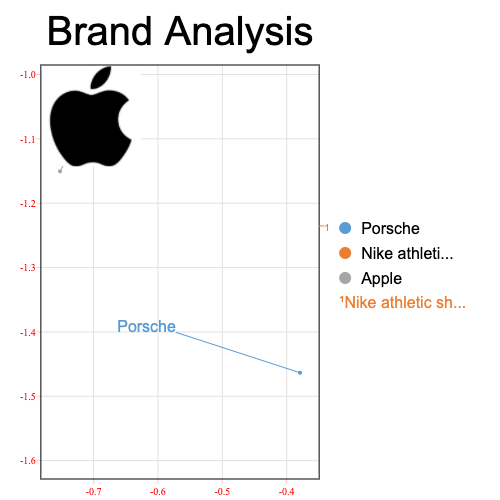 Brand Analysis
-1.0
-1.1
-1.2
-1.3
-1.4
-1.5
-1.6
Porsche
-0.7
-0.6
-0.5
-0.4
1
Porsche
Nike athleti...
Apple
¹Nike athletic sh...